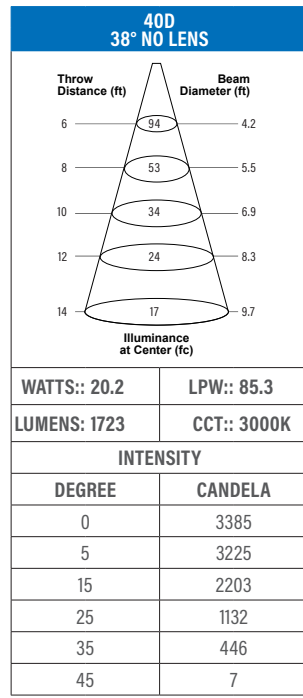 40D
38° NO LENS
Throw Distance (ft)
Beam Diameter (ft)
6 94 4.2
8 53 5.5
10 34 6.9
12 24 8.3
14 17 9.7
Illuminance
at Center (fc)
WATTS:: 20.2 LPW:: 85.3
LUMENS: 1723 CCT:: 3000K
INTENSITY
DEGREE CANDELA
0 3385
5 3225
15 2203
25 1132
35 446
45 7